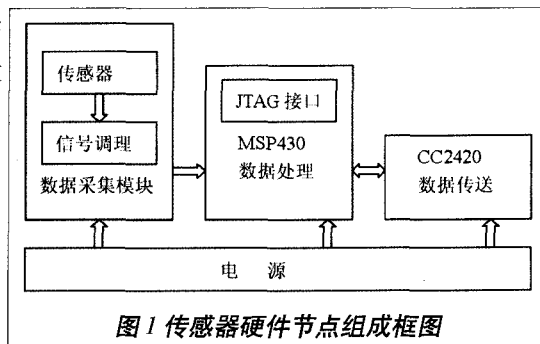 传感器
信号调理
数据采集模块
JTAG 接口
MSP430
数据处理
CC2420
数据传送
电 源
图1 传感器硬件节点组成框图